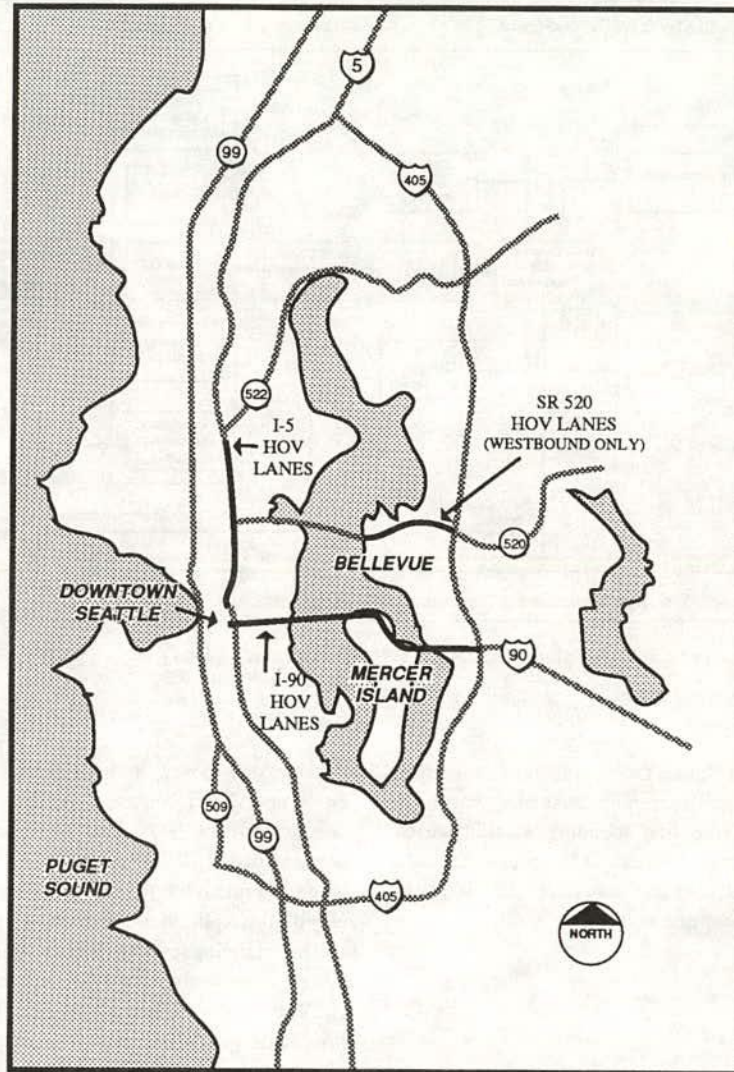 5
99
405
522
I-5
HOV
LANES
SR 520
HOV LANES
(WESTBOUND ONLY)
520
BELLEVUE
DOWNTOWN
SEATTLE
90
I-90
HOV
LANES
MERCER
ISLAND
509
99
PUGET
SOUND
405
NORTH